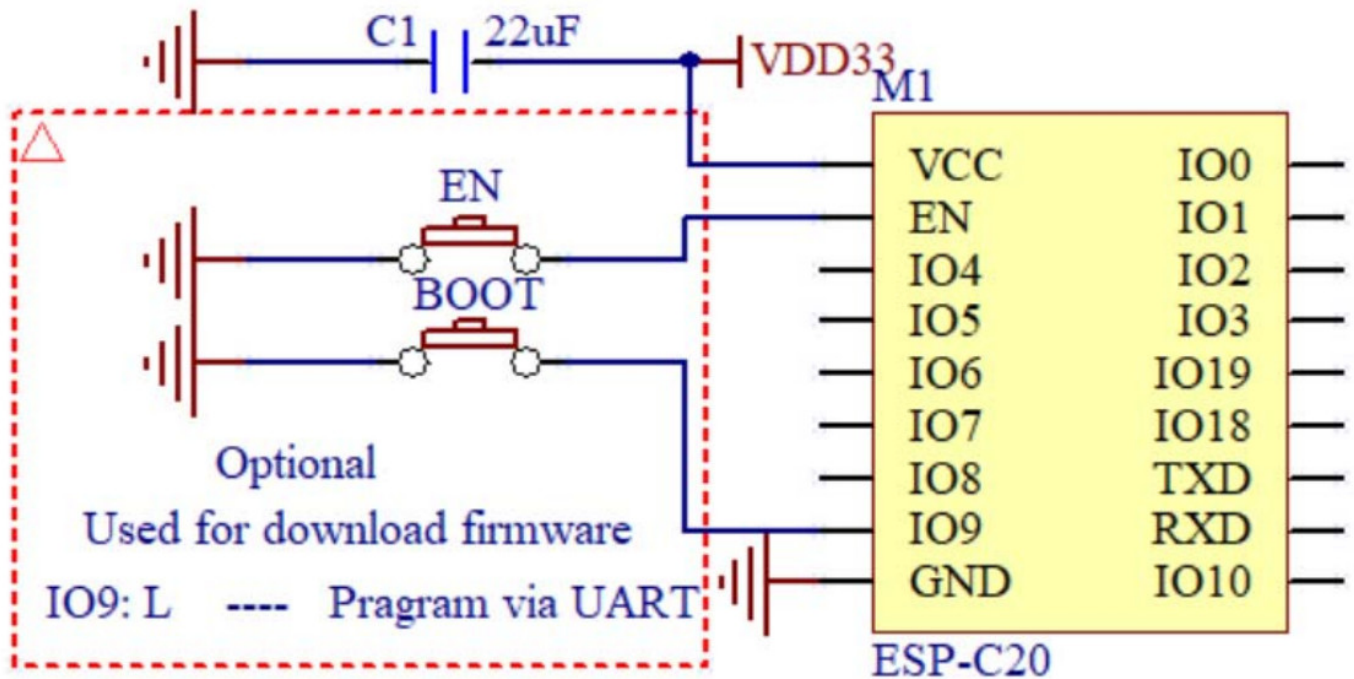 C1 22uF
VDD33
M1
VCC IO0
EN
EN IO1
IO4 IO2
BOOT
IO5 IO3
IO6 IO19
IO7 IO18
Optional
IO8 TXD
Used for download firmware
IO9 RXD
GND IO10
IO9: L ---- Pragram via UART
ESP-C20